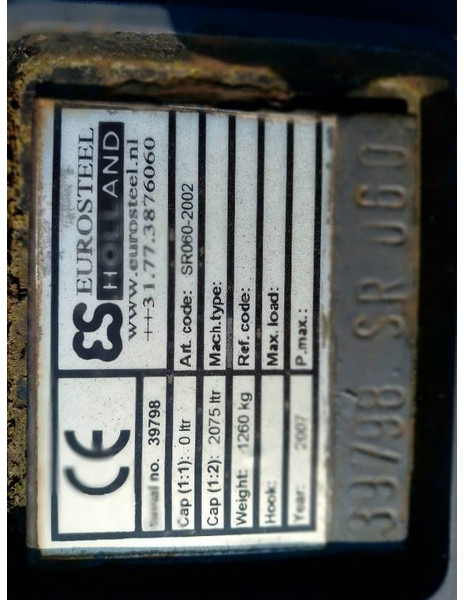 CE
ES EUROSTEEL
HOLLAND
www.eurosteel.nl
++31.77.3876060
Serial no. 39798
Art. code: SR060-2002
Cap (1:1): 0 ltr
Mach.type:
Cap (1:2): 2075 ltr
Ref. code:
Weight: 1260 kg
Max. load:
Hook:
P.max.:
Year: 2007
39798 SR 060